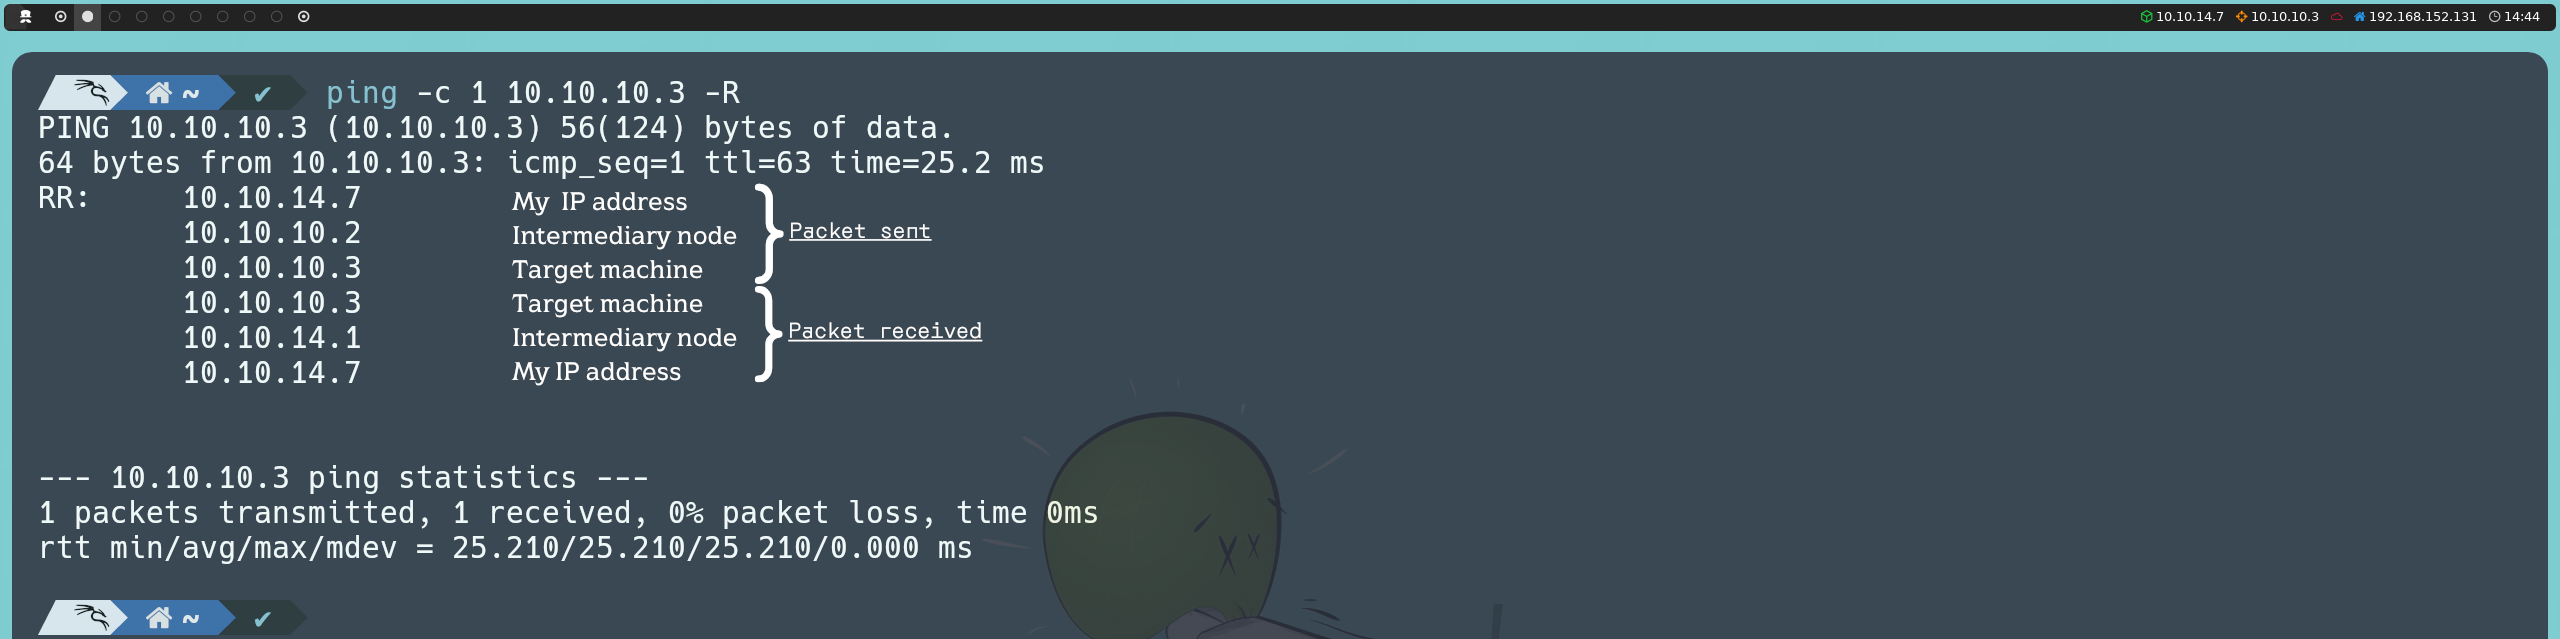 10.10.14.7 10.10.10.3 192.168.152.131 14:44
~ ✔ ping -c 1 10.10.10.3 -R
PING 10.10.10.3 (10.10.10.3) 56(124) bytes of data.
64 bytes from 10.10.10.3: icmp_seq=1 ttl=63 time=25.2 ms
RR: 10.10.14.7 My IP address
10.10.10.2 Intermediary node Packet sent
10.10.10.3 Target machine
10.10.10.3 Target machine
10.10.14.1 Intermediary node Packet received
10.10.14.7 My IP address
--- 10.10.10.3 ping statistics ---
1 packets transmitted, 1 received, 0% packet loss, time 0ms
rtt min/avg/max/mdev = 25.210/25.210/25.210/0.000 ms
~ ✔